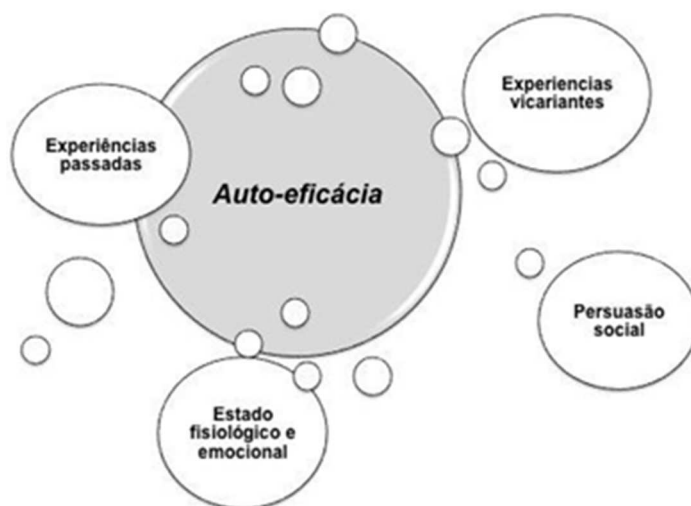 Experiencias
vicariantes
Experiências
passadas
Auto-eficácia
Persuasão
social
Estado
fisiológico e
emocional